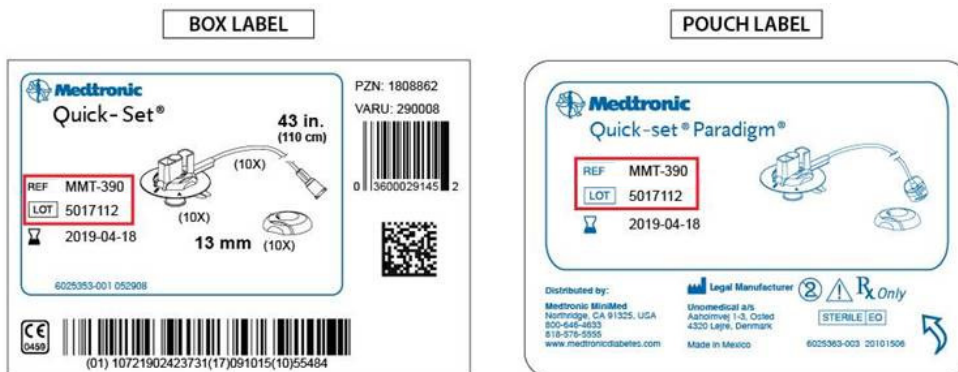 BOX LABEL
Medtronic
Quick-Set®
43 in.
(110 cm)
(10X)
(10X)
13 mm (10X)
REF MMT-390
LOT 5017112
2019-04-18
6025353-001 052908
PZN: 1808862
VARU: 290008
0 3600029145 2
CE
0459
(01) 10721902423731(17)091015(10)55484
POUCH LABEL
Medtronic
Quick-set® Paradigm®
REF MMT-390
LOT 5017112
2019-04-18
Distributed by:
Medtronic MiniMed
Northridge, CA 91325, USA
800-646-4633
818-576-5555
www.medtronicdiabetes.com
Legal Manufacturer
Unomedical a/s
Aaholmvej 1-3, Osted
4320 Lejre, Denmark
Made in Mexico
2
Rx Only
STERILE EO
6025363-003 20101506